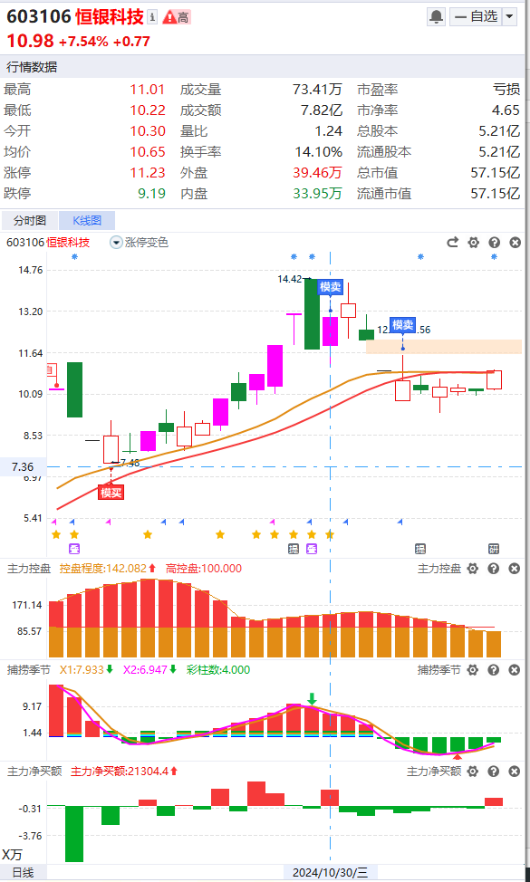 603106 恒银科技 i 高 一 自选
10.98 +7.54% +0.77
行情数据
最高 11.01 成交量 73.41万 市盈率 亏损
最低 10.22 成交额 7.82亿 市净率 4.65
今开 10.30 量比 1.24 总股本 5.21亿
均价 10.65 换手率 14.10% 流通股本 5.21亿
涨停 11.23 外盘 39.46万 总市值 57.15亿
跌停 9.19 内盘 33.95万 流通市值 57.15亿
分时图 K线图
603106 恒银科技 涨停变色
14.76
14.42
模卖
13.20
模卖
11.64
10.09
8.53
7.48
7.36
6.97
模买
5.41
主力控盘 控盘程度:142.082 高控盘:100.000 主力控盘
171.14
85.57
捕捞季节 X1:7.933 X2:6.947 彩柱数:4.000 捕捞季节
9.17
1.44
主力净买额 主力净买额:21304.4 主力净买额
-0.31
-3.76
X万
日线 2024/10/30/三